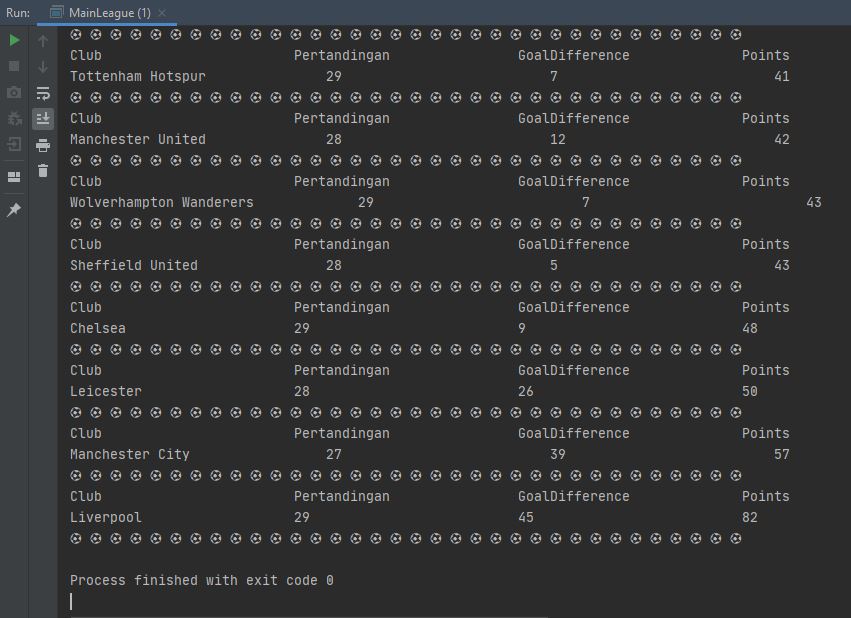 Run: MainLeague (1) ×
⚽ ⚽ ⚽ ⚽ ⚽ ⚽ ⚽ ⚽ ⚽ ⚽ ⚽ ⚽ ⚽ ⚽ ⚽ ⚽ ⚽ ⚽ ⚽ ⚽ ⚽ ⚽ ⚽ ⚽ ⚽ ⚽ ⚽ ⚽ ⚽ ⚽ ⚽ ⚽ ⚽ ⚽
Club Pertandingan GoalDifference Points
Tottenham Hotspur 29 7 41
⚽ ⚽ ⚽ ⚽ ⚽ ⚽ ⚽ ⚽ ⚽ ⚽ ⚽ ⚽ ⚽ ⚽ ⚽ ⚽ ⚽ ⚽ ⚽ ⚽ ⚽ ⚽ ⚽ ⚽ ⚽ ⚽ ⚽ ⚽ ⚽ ⚽ ⚽ ⚽ ⚽ ⚽
Club Pertandingan GoalDifference Points
Manchester United 28 12 42
⚽ ⚽ ⚽ ⚽ ⚽ ⚽ ⚽ ⚽ ⚽ ⚽ ⚽ ⚽ ⚽ ⚽ ⚽ ⚽ ⚽ ⚽ ⚽ ⚽ ⚽ ⚽ ⚽ ⚽ ⚽ ⚽ ⚽ ⚽ ⚽ ⚽ ⚽ ⚽ ⚽ ⚽
Club Pertandingan GoalDifference Points
Wolverhampton Wanderers 29 7 43
⚽ ⚽ ⚽ ⚽ ⚽ ⚽ ⚽ ⚽ ⚽ ⚽ ⚽ ⚽ ⚽ ⚽ ⚽ ⚽ ⚽ ⚽ ⚽ ⚽ ⚽ ⚽ ⚽ ⚽ ⚽ ⚽ ⚽ ⚽ ⚽ ⚽ ⚽ ⚽ ⚽ ⚽
Club Pertandingan GoalDifference Points
Sheffield United 28 5 43
⚽ ⚽ ⚽ ⚽ ⚽ ⚽ ⚽ ⚽ ⚽ ⚽ ⚽ ⚽ ⚽ ⚽ ⚽ ⚽ ⚽ ⚽ ⚽ ⚽ ⚽ ⚽ ⚽ ⚽ ⚽ ⚽ ⚽ ⚽ ⚽ ⚽ ⚽ ⚽ ⚽ ⚽
Club Pertandingan GoalDifference Points
Chelsea 29 9 48
⚽ ⚽ ⚽ ⚽ ⚽ ⚽ ⚽ ⚽ ⚽ ⚽ ⚽ ⚽ ⚽ ⚽ ⚽ ⚽ ⚽ ⚽ ⚽ ⚽ ⚽ ⚽ ⚽ ⚽ ⚽ ⚽ ⚽ ⚽ ⚽ ⚽ ⚽ ⚽ ⚽ ⚽
Club Pertandingan GoalDifference Points
Leicester 28 26 50
⚽ ⚽ ⚽ ⚽ ⚽ ⚽ ⚽ ⚽ ⚽ ⚽ ⚽ ⚽ ⚽ ⚽ ⚽ ⚽ ⚽ ⚽ ⚽ ⚽ ⚽ ⚽ ⚽ ⚽ ⚽ ⚽ ⚽ ⚽ ⚽ ⚽ ⚽ ⚽ ⚽ ⚽
Club Pertandingan GoalDifference Points
Manchester City 27 39 57
⚽ ⚽ ⚽ ⚽ ⚽ ⚽ ⚽ ⚽ ⚽ ⚽ ⚽ ⚽ ⚽ ⚽ ⚽ ⚽ ⚽ ⚽ ⚽ ⚽ ⚽ ⚽ ⚽ ⚽ ⚽ ⚽ ⚽ ⚽ ⚽ ⚽ ⚽ ⚽ ⚽ ⚽
Club Pertandingan GoalDifference Points
Liverpool 29 45 82
⚽ ⚽ ⚽ ⚽ ⚽ ⚽ ⚽ ⚽ ⚽ ⚽ ⚽ ⚽ ⚽ ⚽ ⚽ ⚽ ⚽ ⚽ ⚽ ⚽ ⚽ ⚽ ⚽ ⚽ ⚽ ⚽ ⚽ ⚽ ⚽ ⚽ ⚽ ⚽ ⚽ ⚽
Process finished with exit code 0